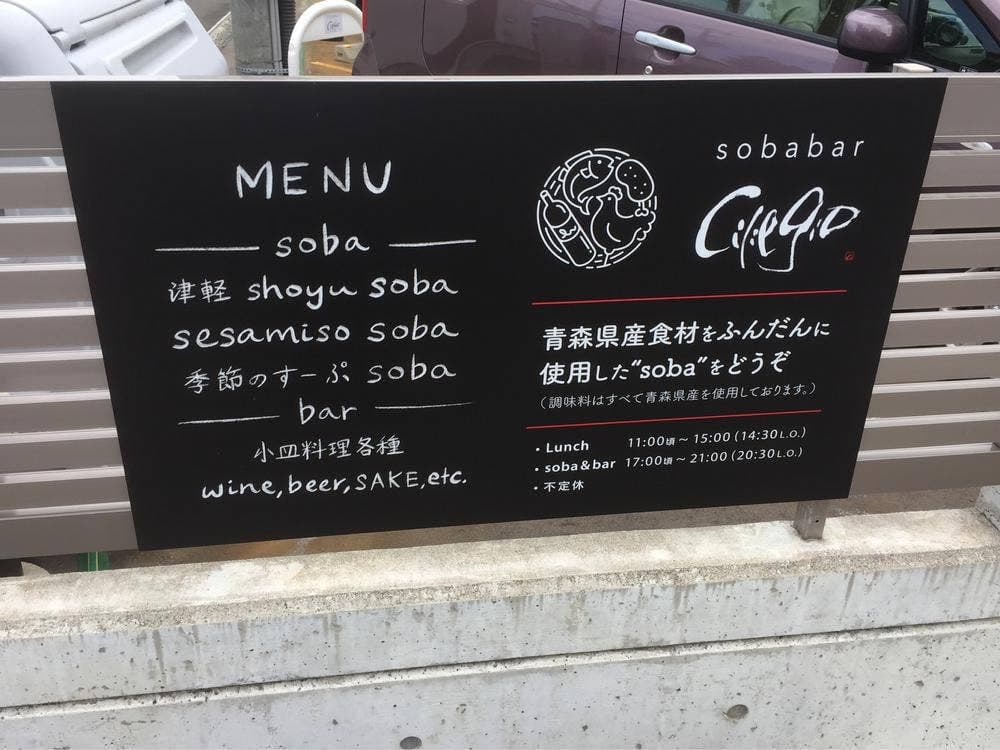 MENU
soba
津軽 shoyu soba
sesamiso soba
季節のすーぷ soba
bar
小皿料理各種
wine,beer,SAKE,etc.
sobabar
Ciliegio
青森県産食材をふんだんに
使用した“soba”をどうぞ
(調味料はすべて青森県産を使用しております。)
・Lunch 11:00頃～15:00(14:30L.O.)
・soba&bar 17:00頃～21:00(20:30L.O.)
・不定休